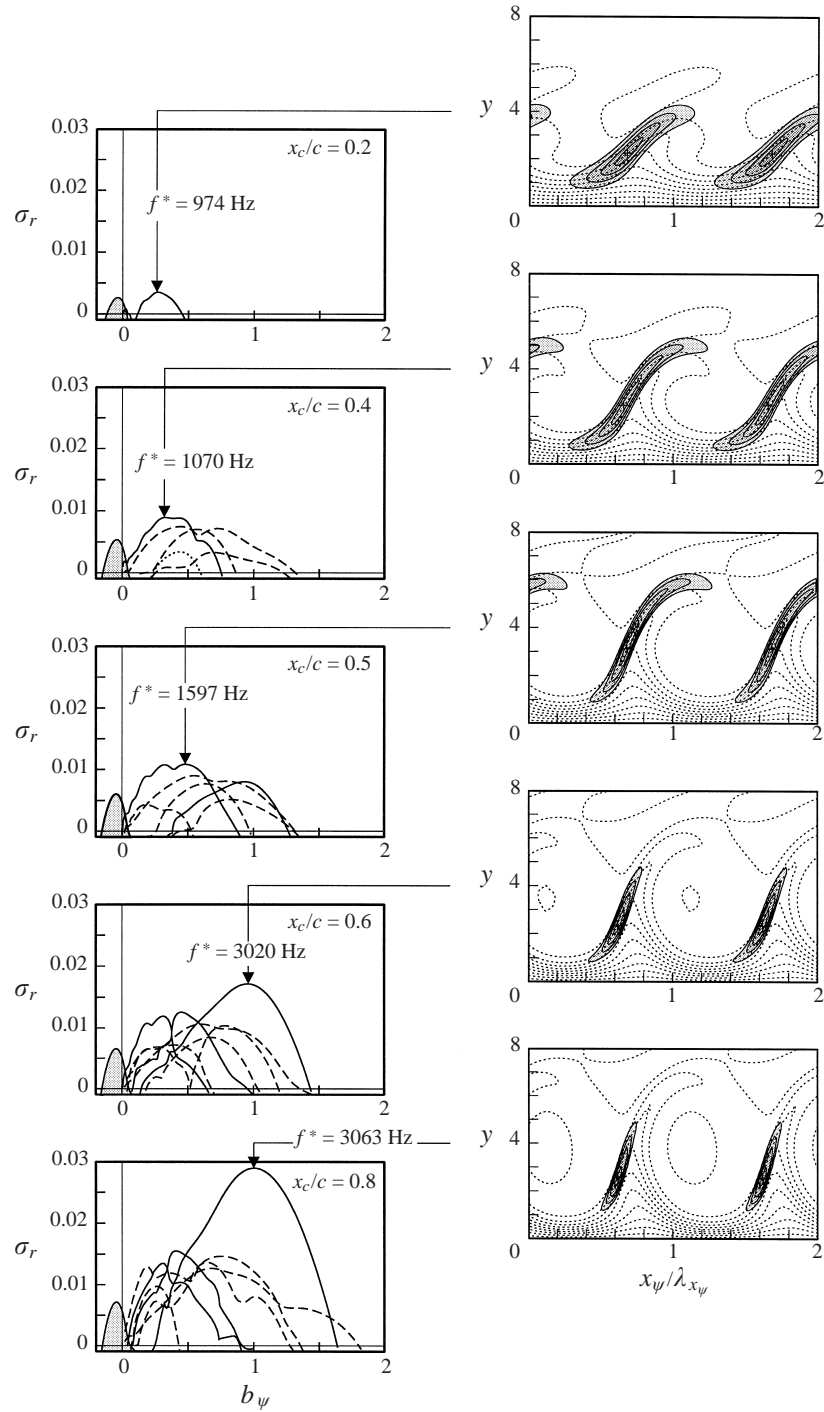 8
y
4
0
1
2
0.03
x_c/c = 0.2
0.02
f* = 974 Hz
σ_r
0.01
0
0
1
2
8
y
4
0
1
2
0.03
x_c/c = 0.4
0.02
f* = 1070 Hz
σ_r
0.01
0
0
1
2
8
y
4
0
1
2
0.03
x_c/c = 0.5
0.02
f* = 1597 Hz
σ_r
0.01
0
0
1
2
8
y
4
0
1
2
0.03
x_c/c = 0.6
0.02
f* = 3020 Hz
σ_r
0.01
0
0
1
2
8
y
4
0
1
2
x_ψ/λ_{x_ψ}
f* = 3063 Hz
0.03
x_c/c = 0.8
0.02
σ_r
0.01
0
0
1
2
b_ψ